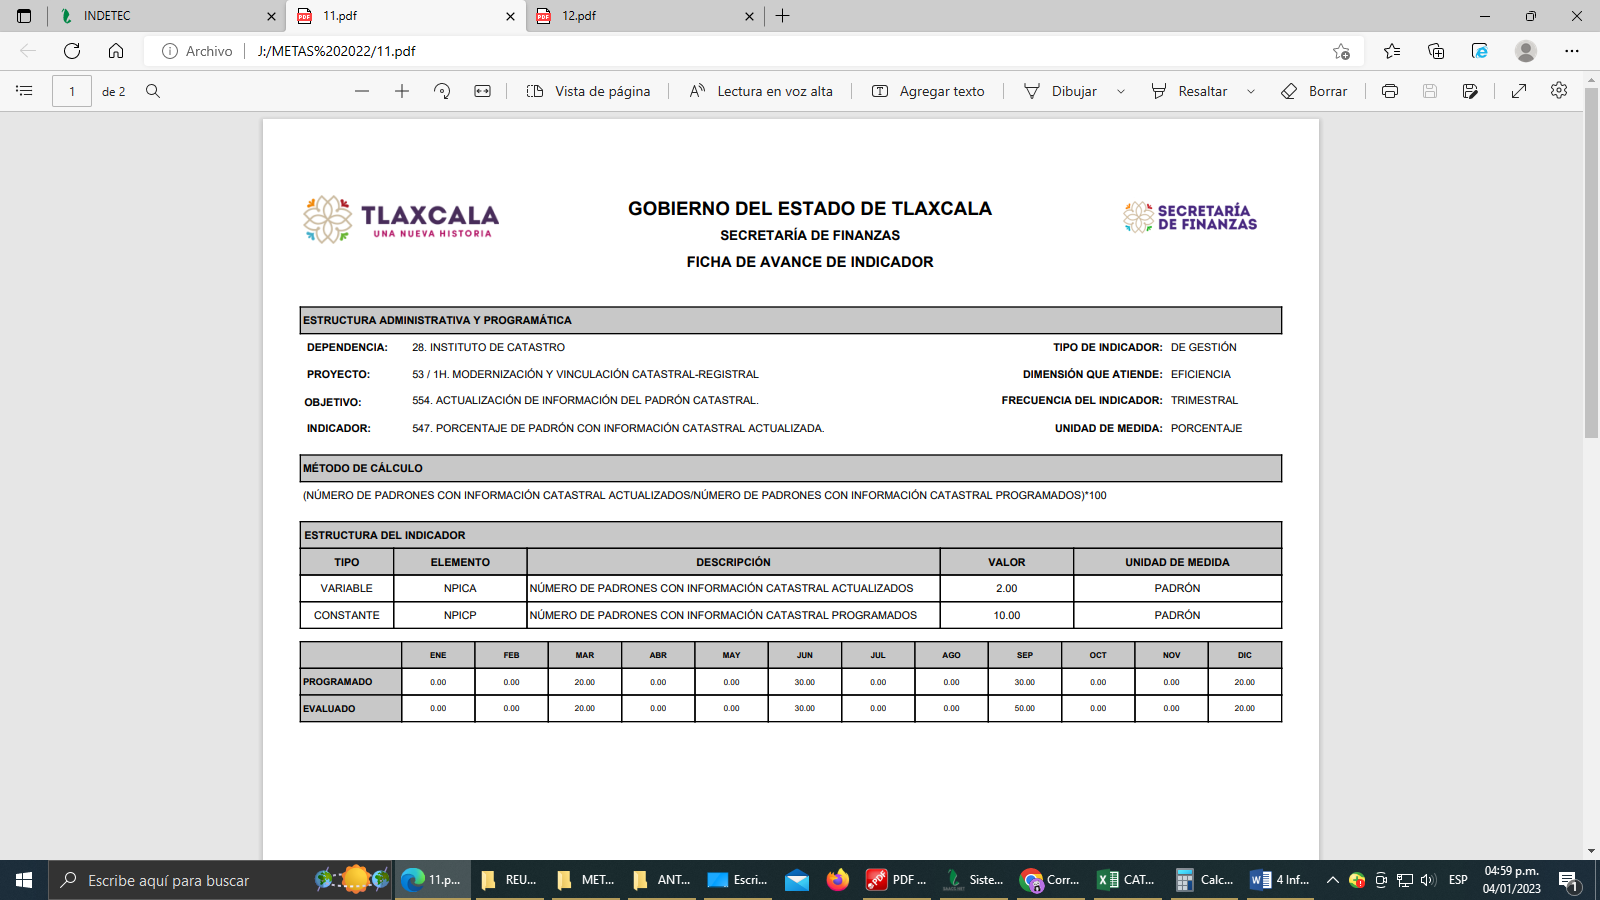 INDETEC
11.pdf
12.pdf
Archivo
J:/METAS%202022/11.pdf
1 de 2
Vista de página
Lectura en voz alta
Agregar texto
Dibujar
Resaltar
Borrar
TLAXCALA
UNA NUEVA HISTORIA
GOBIERNO DEL ESTADO DE TLAXCALA
SECRETARÍA DE FINANZAS
FICHA DE AVANCE DE INDICADOR
SECRETARÍA
DE FINANZAS
ESTRUCTURA ADMINISTRATIVA Y PROGRAMÁTICA
DEPENDENCIA: 28. INSTITUTO DE CATASTRO TIPO DE INDICADOR: DE GESTIÓN
PROYECTO: 53 / 1H. MODERNIZACIÓN Y VINCULACIÓN CATASTRAL-REGISTRAL DIMENSIÓN QUE ATIENDE: EFICIENCIA
OBJETIVO: 554. ACTUALIZACIÓN DE INFORMACIÓN DEL PADRÓN CATASTRAL. FRECUENCIA DEL INDICADOR: TRIMESTRAL
INDICADOR: 547. PORCENTAJE DE PADRÓN CON INFORMACIÓN CATASTRAL ACTUALIZADA. UNIDAD DE MEDIDA: PORCENTAJE
MÉTODO DE CÁLCULO
(NÚMERO DE PADRONES CON INFORMACIÓN CATASTRAL ACTUALIZADOS/NÚMERO DE PADRONES CON INFORMACIÓN CATASTRAL PROGRAMADOS)*100
ESTRUCTURA DEL INDICADOR
TIPO ELEMENTO DESCRIPCIÓN VALOR UNIDAD DE MEDIDA
VARIABLE NPICA NÚMERO DE PADRONES CON INFORMACIÓN CATASTRAL ACTUALIZADOS 2.00 PADRÓN
CONSTANTE NPICP NÚMERO DE PADRONES CON INFORMACIÓN CATASTRAL PROGRAMADOS 10.00 PADRÓN
ENE FEB MAR ABR MAY JUN JUL AGO SEP OCT NOV DIC
PROGRAMADO 0.00 0.00 20.00 0.00 0.00 30.00 0.00 0.00 30.00 0.00 0.00 20.00
EVALUADO 0.00 0.00 20.00 0.00 0.00 30.00 0.00 0.00 50.00 0.00 0.00 20.00
Escribe aquí para buscar
11.p...
REU...
MET...
ANT...
Escri...
PDF ...
Siste...
Corr...
CAT...
Calc...
4 Inf...
ESP
04:59 p.m.
04/01/2023
1